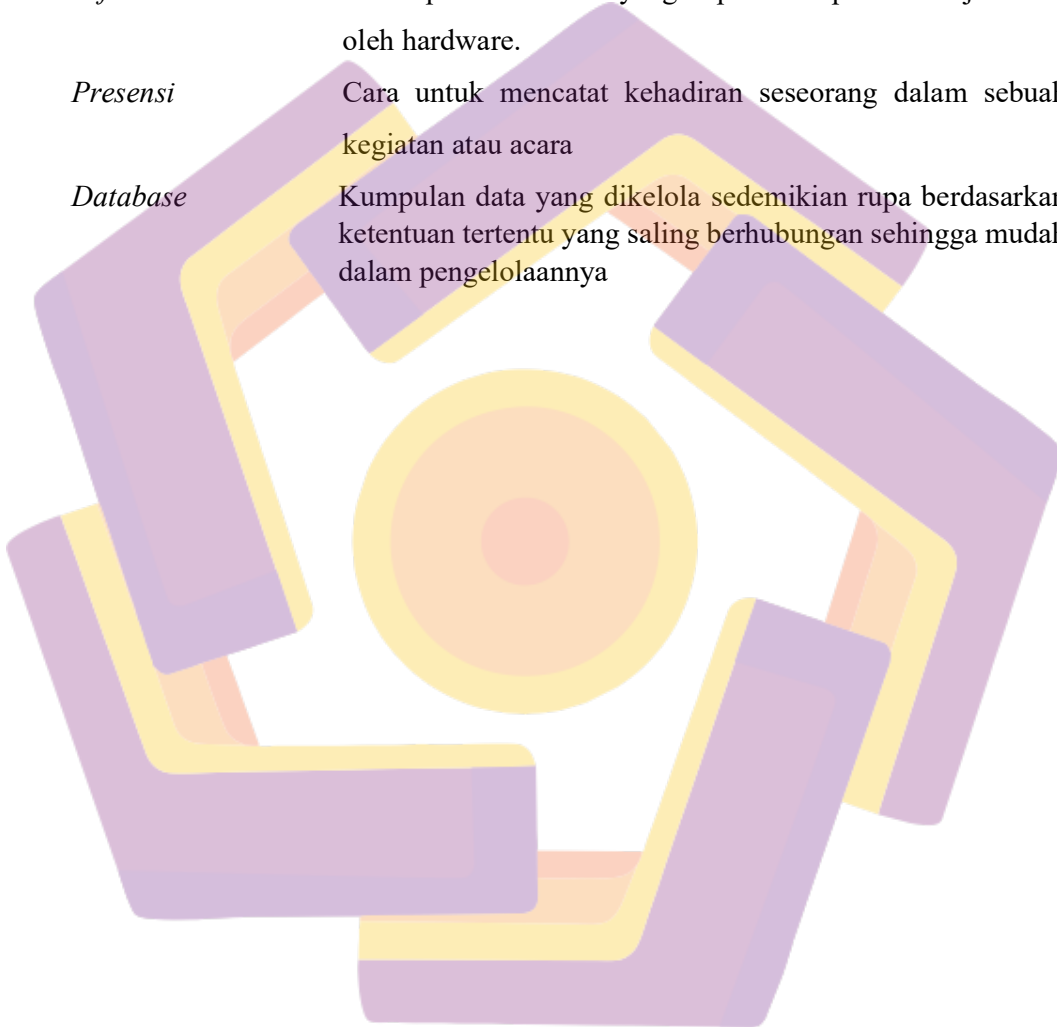 oleh hardware.
Presensi Cara untuk mencatat kehadiran seseorang dalam sebuah
kegiatan atau acara
Database Kumpulan data yang dikelola sedemikian rupa berdasarkan
ketentuan tertentu yang saling berhubungan sehingga mudah
dalam pengelolaannya